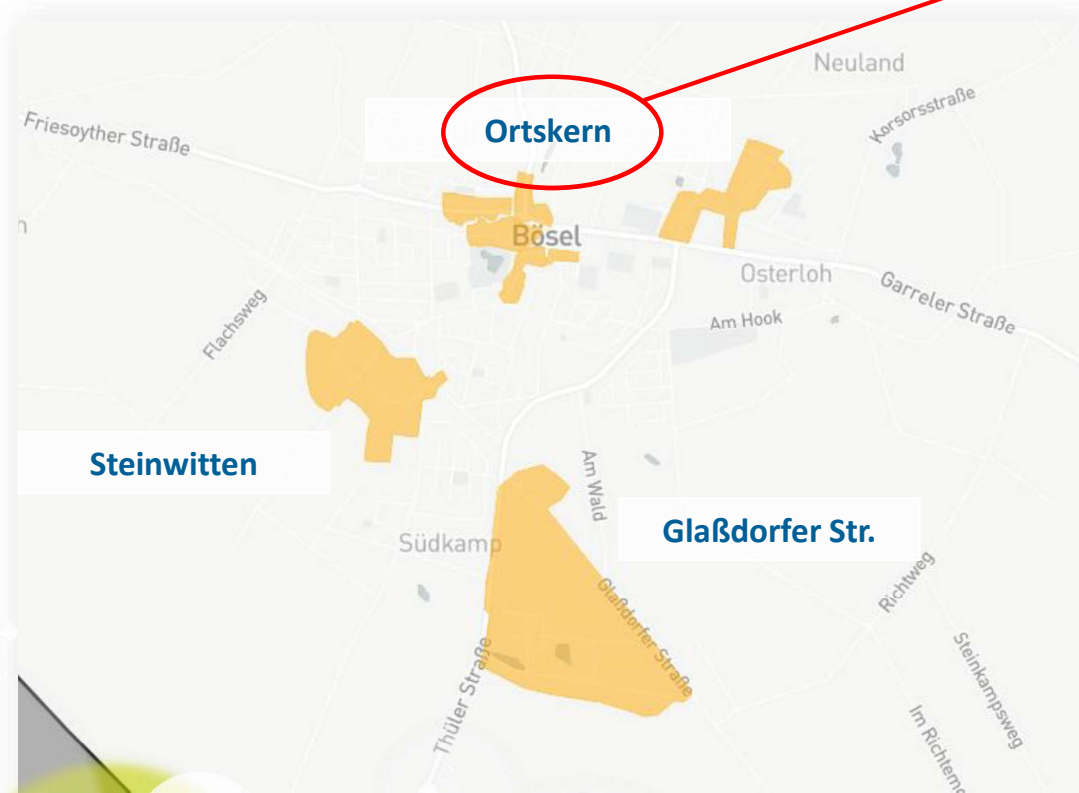 Neuland
Korsorsstraße
Friesoyther Straße
Ortskern
Bösel
Osterloh
Garreler Straße
Am Hook
Flachsweg
Steinwitten
Am Wald
Glaßdorfer Str.
Südkamp
Richtweg
Glaßdorfer Straße
Steinkampsweg
Thüler Straße